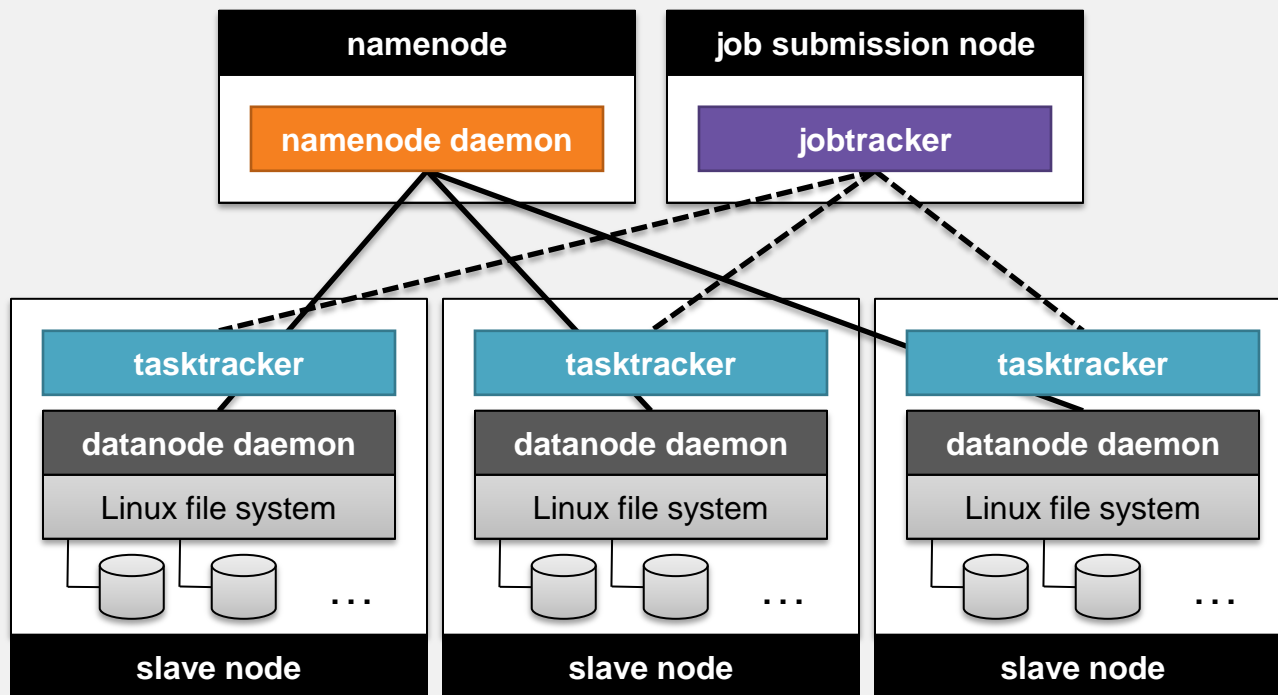 namenode
job submission node
namenode daemon
jobtracker
tasktracker
tasktracker
tasktracker
datanode daemon
datanode daemon
datanode daemon
Linux file system
Linux file system
Linux file system
...
...
...
slave node
slave node
slave node